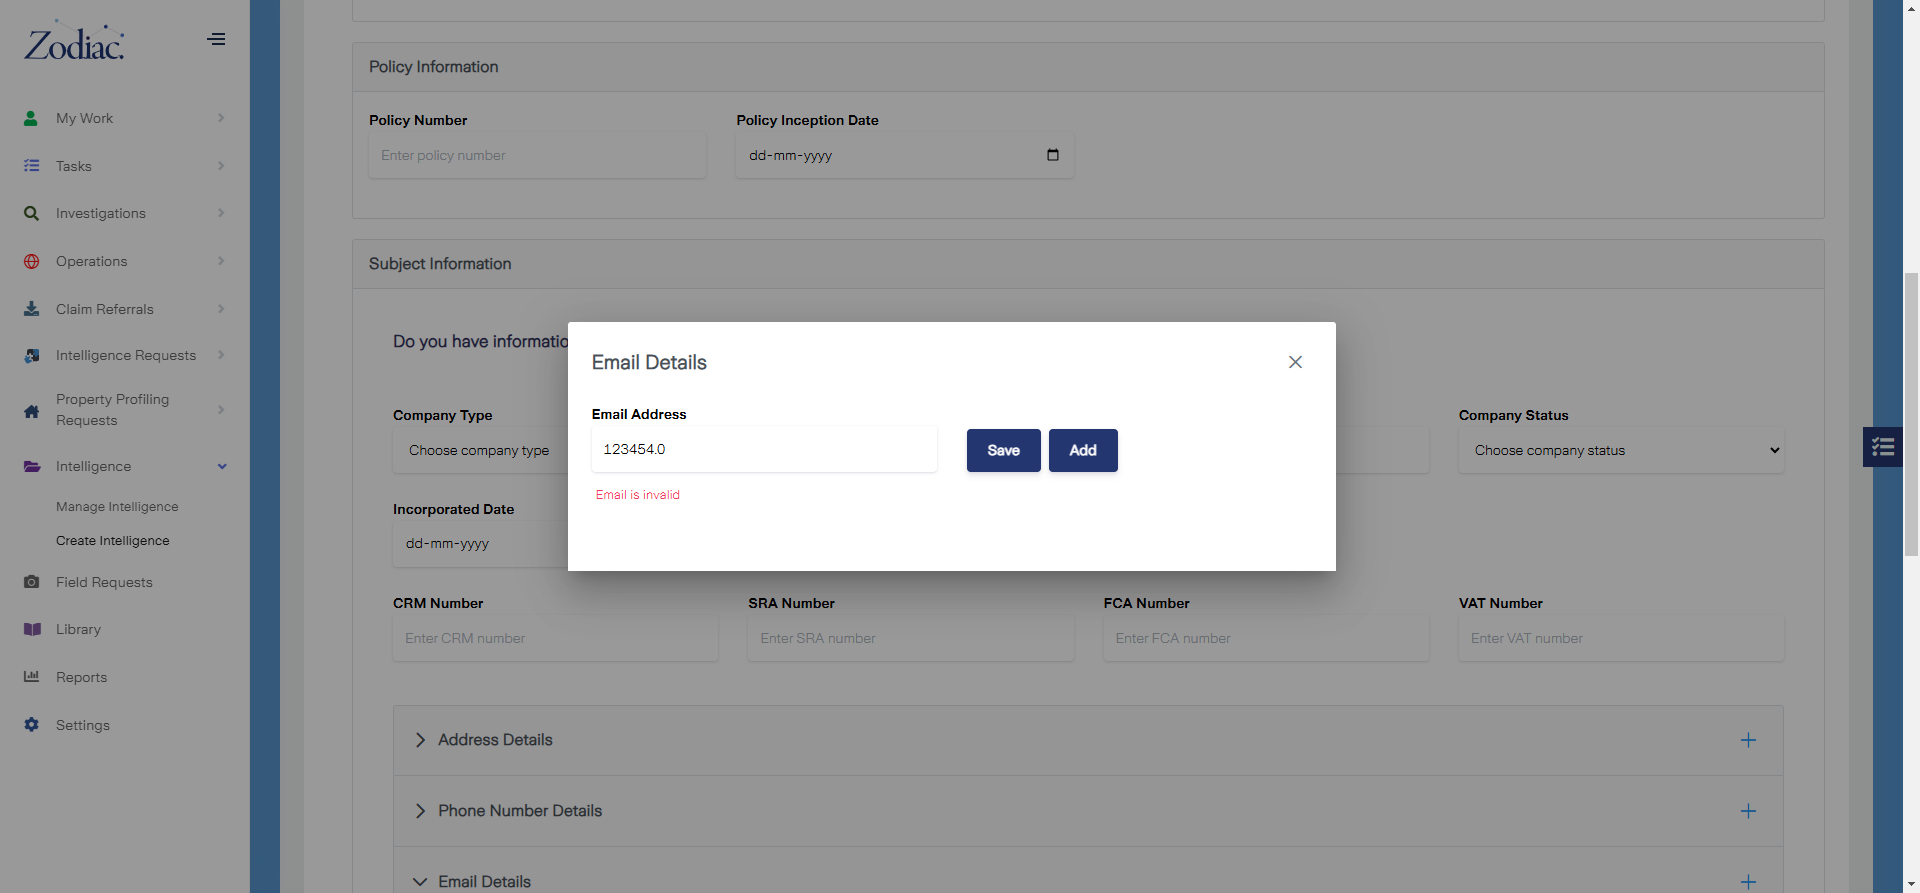 Zodiac.
My Work
Tasks
Investigations
Operations
Claim Referrals
Intelligence Requests
Property Profiling
Requests
Intelligence
Manage Intelligence
Create Intelligence
Field Requests
Library
Reports
Settings
Policy Information
Policy Number
Policy Inception Date
Enter policy number
dd-mm-yyyy
Subject Information
Do you have informatio
Email Details
Email Address
123454.0
Save
Add
Email is invalid
Company Type
Choose company type
Company Status
Choose company status
Incorporated Date
dd-mm-yyyy
CRM Number
SRA Number
FCA Number
VAT Number
Enter CRM number
Enter SRA number
Enter FCA number
Enter VAT number
Address Details
Phone Number Details
Email Details